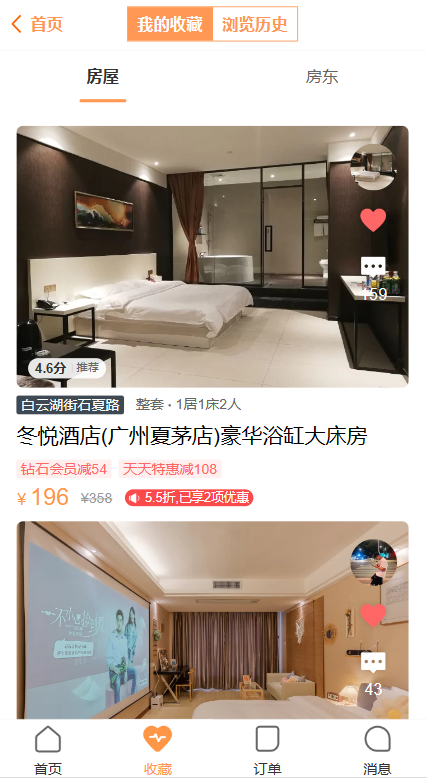 首页 我的收藏 浏览历史
房屋 房东
159
4.6分 推荐
白云湖街石夏路 整套 · 1居1床2人
冬悦酒店(广州夏茅店)豪华浴缸大床房
钻石会员减54 天天特惠减108
¥ 196 ¥358 5.5折,已享2项优惠
43
首页 收藏 订单 消息